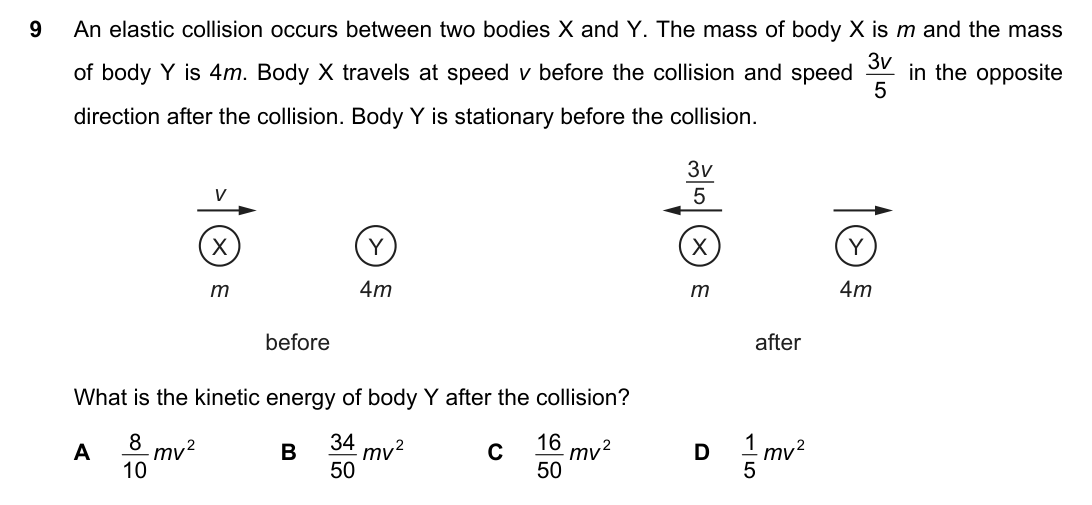 9 An elastic collision occurs between two bodies X and Y. The mass of body X is m and the mass
of body Y is 4m. Body X travels at speed v before the collision and speed 3v/5 in the opposite
direction after the collision. Body Y is stationary before the collision.
v 3v/5
X Y X Y
m 4m m 4m
before after
What is the kinetic energy of body Y after the collision?
A 8/10 mv² B 34/50 mv² C 16/50 mv² D 1/5 mv²